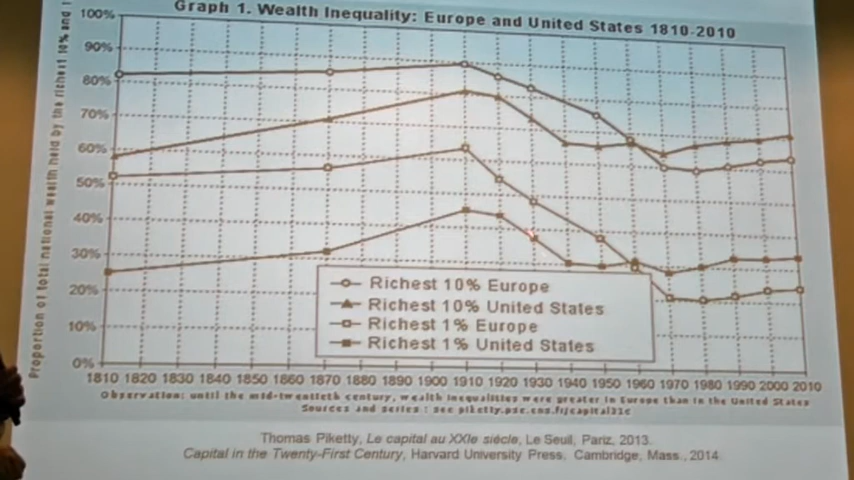 Graph 1. Wealth Inequality: Europe and United States 1810-2010
Proportion of total national wealth held by the richest 10% and
100%
90%
80%
70%
60%
50%
40%
30%
20%
10%
0%
Richest 10% Europe
Richest 10% United States
Richest 1% Europe
Richest 1% United States
1810 1820 1830 1840 1850 1860 1870 1880 1890 1900 1910 1920 1930 1940 1950 1960 1970 1980 1990 2000 2010
Observation: until the mid-twentieth century, wealth inequalities were greater in Europe than in the United States
Sources and series : see piketty.pse.ens.fr/capital21c
Thomas Piketty, Le capital au XXIe siècle, Le Seuil, Pariz, 2013.
Capital in the Twenty-First Century, Harvard University Press, Cambridge, Mass., 2014